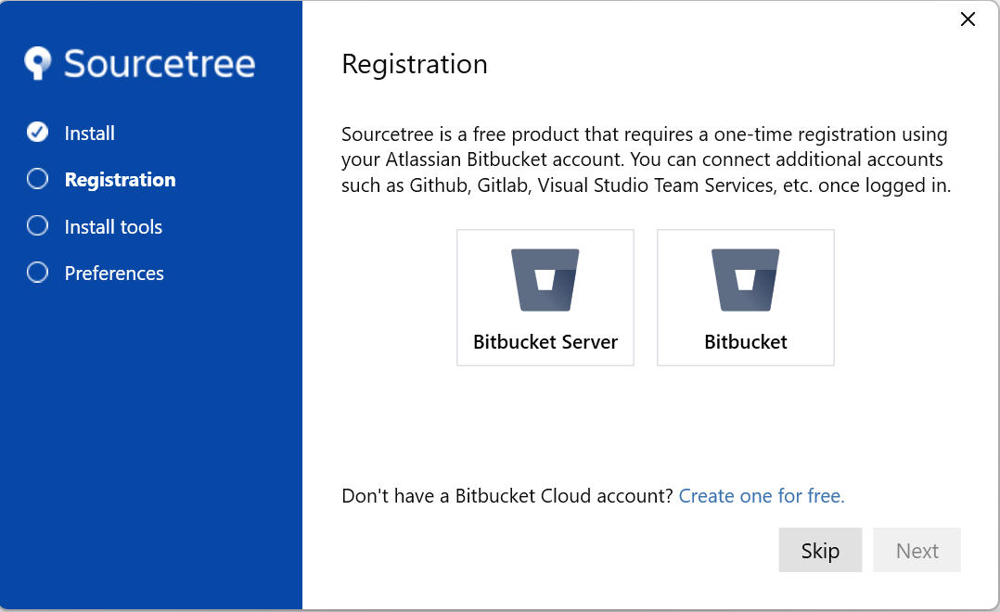 Sourcetree
Install
Registration
Install tools
Preferences
Registration
Sourcetree is a free product that requires a one-time registration using
your Atlassian Bitbucket account. You can connect additional accounts
such as Github, Gitlab, Visual Studio Team Services, etc. once logged in.
Bitbucket Server
Bitbucket
Don't have a Bitbucket Cloud account? Create one for free.
Skip
Next